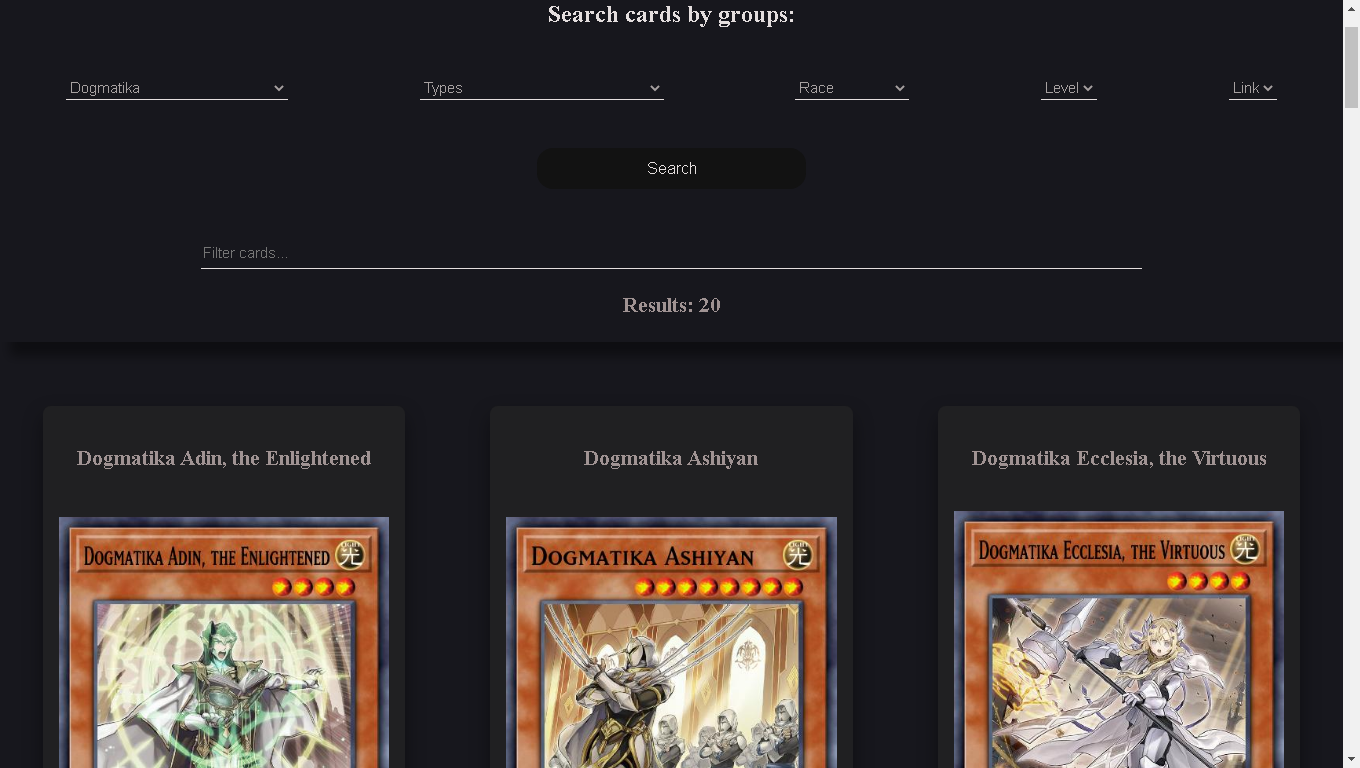 Search cards by groups:
Dogmatika Types Race Level Link
Search
Filter cards...
Results: 20
Dogmatika Adin, the Enlightened
Dogmatika Ashiyan
Dogmatika Ecclesia, the Virtuous
DOGMATIKA ADIN, THE ENLIGHTENED LIGHT 光
DOGMATIKA ASHIYAN LIGHT 光
DOGMATIKA ECCLESIA, THE VIRTUOUS LIGHT 光